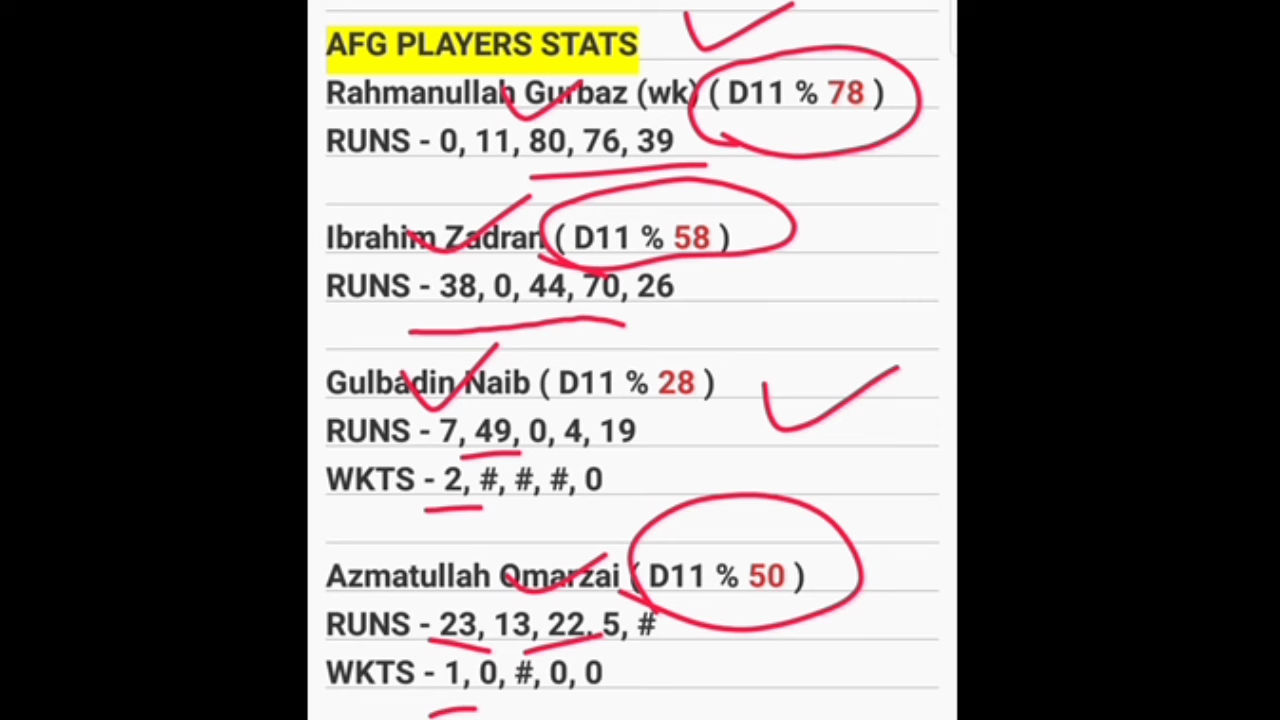 AFG PLAYERS STATS
Rahmanullah Gurbaz (wk) ( D11 % 78 )
RUNS - 0, 11, 80, 76, 39
Ibrahim Zadran ( D11 % 58 )
RUNS - 38, 0, 44, 70, 26
Gulbadin Naib ( D11 % 28 )
RUNS - 7, 49, 0, 4, 19
WKTS - 2, #, #, #, 0
Azmatullah Omarzai ( D11 % 50 )
RUNS - 23, 13, 22, 5, #
WKTS - 1, 0, #, 0, 0